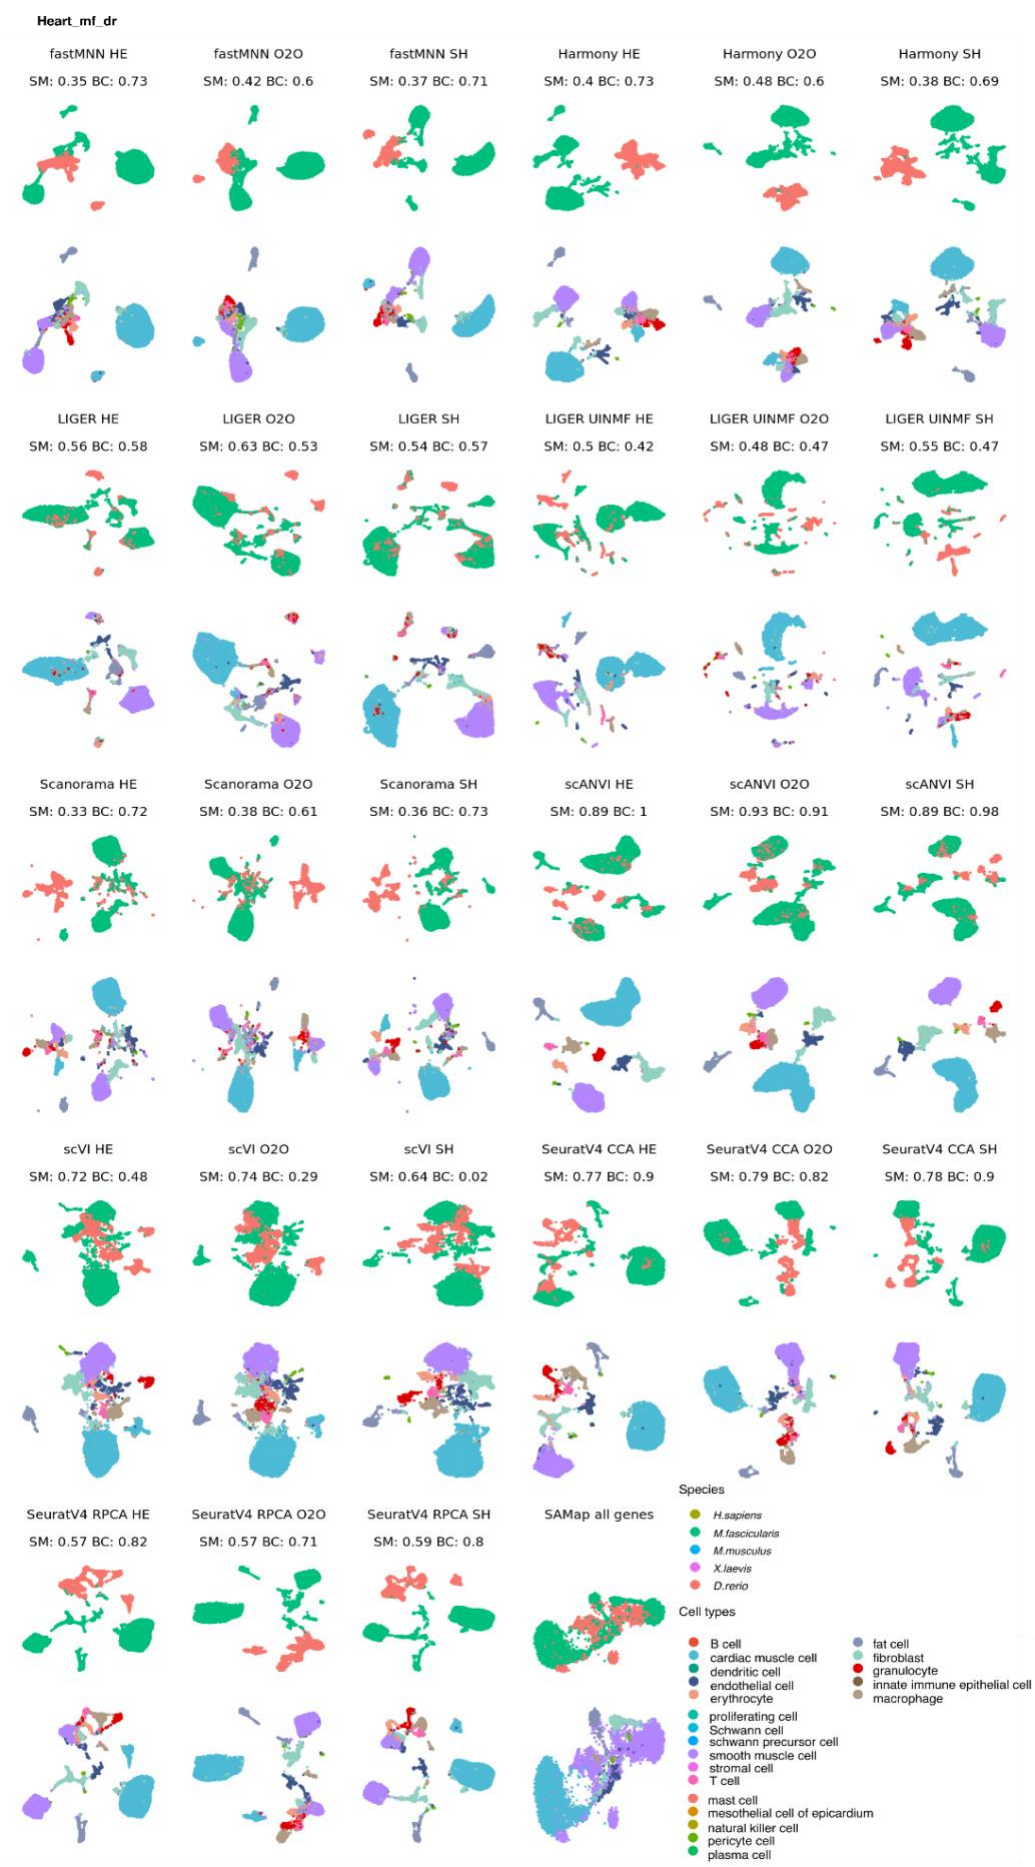 Heart_mf_dr
fastMNN HE fastMNN O2O fastMNN SH Harmony HE Harmony O2O Harmony SH
SM: 0.35 BC: 0.73 SM: 0.42 BC: 0.6 SM: 0.37 BC: 0.71 SM: 0.4 BC: 0.73 SM: 0.48 BC: 0.6 SM: 0.38 BC: 0.69
LIGER HE LIGER O2O LIGER SH LIGER UINMF HE LIGER UINMF O2O LIGER UINMF SH
SM: 0.56 BC: 0.58 SM: 0.63 BC: 0.53 SM: 0.54 BC: 0.57 SM: 0.5 BC: 0.42 SM: 0.48 BC: 0.47 SM: 0.55 BC: 0.47
Scanorama HE Scanorama O2O Scanorama SH scANVI HE scANVI O2O scANVI SH
SM: 0.33 BC: 0.72 SM: 0.38 BC: 0.61 SM: 0.36 BC: 0.73 SM: 0.89 BC: 1 SM: 0.93 BC: 0.91 SM: 0.89 BC: 0.98
scVI HE scVI O2O scVI SH SeuratV4 CCA HE SeuratV4 CCA O2O SeuratV4 CCA SH
SM: 0.72 BC: 0.48 SM: 0.74 BC: 0.29 SM: 0.64 BC: 0.02 SM: 0.77 BC: 0.9 SM: 0.79 BC: 0.82 SM: 0.78 BC: 0.9
SeuratV4 RPCA HE SeuratV4 RPCA O2O SeuratV4 RPCA SH SAMap all genes
SM: 0.57 BC: 0.82 SM: 0.57 BC: 0.71 SM: 0.59 BC: 0.8
Species
H.sapiens
M.fascicularis
M.musculus
X.laevis
D.rerio
Cell types
B cell
cardiac muscle cell
dendritic cell
endothelial cell
erythrocyte
proliferating cell
Schwann cell
schwann precursor cell
smooth muscle cell
stromal cell
T cell
mast cell
mesothelial cell of epicardium
natural killer cell
pericyte cell
plasma cell
fat cell
fibroblast
granulocyte
innate immune epithelial cell
macrophage